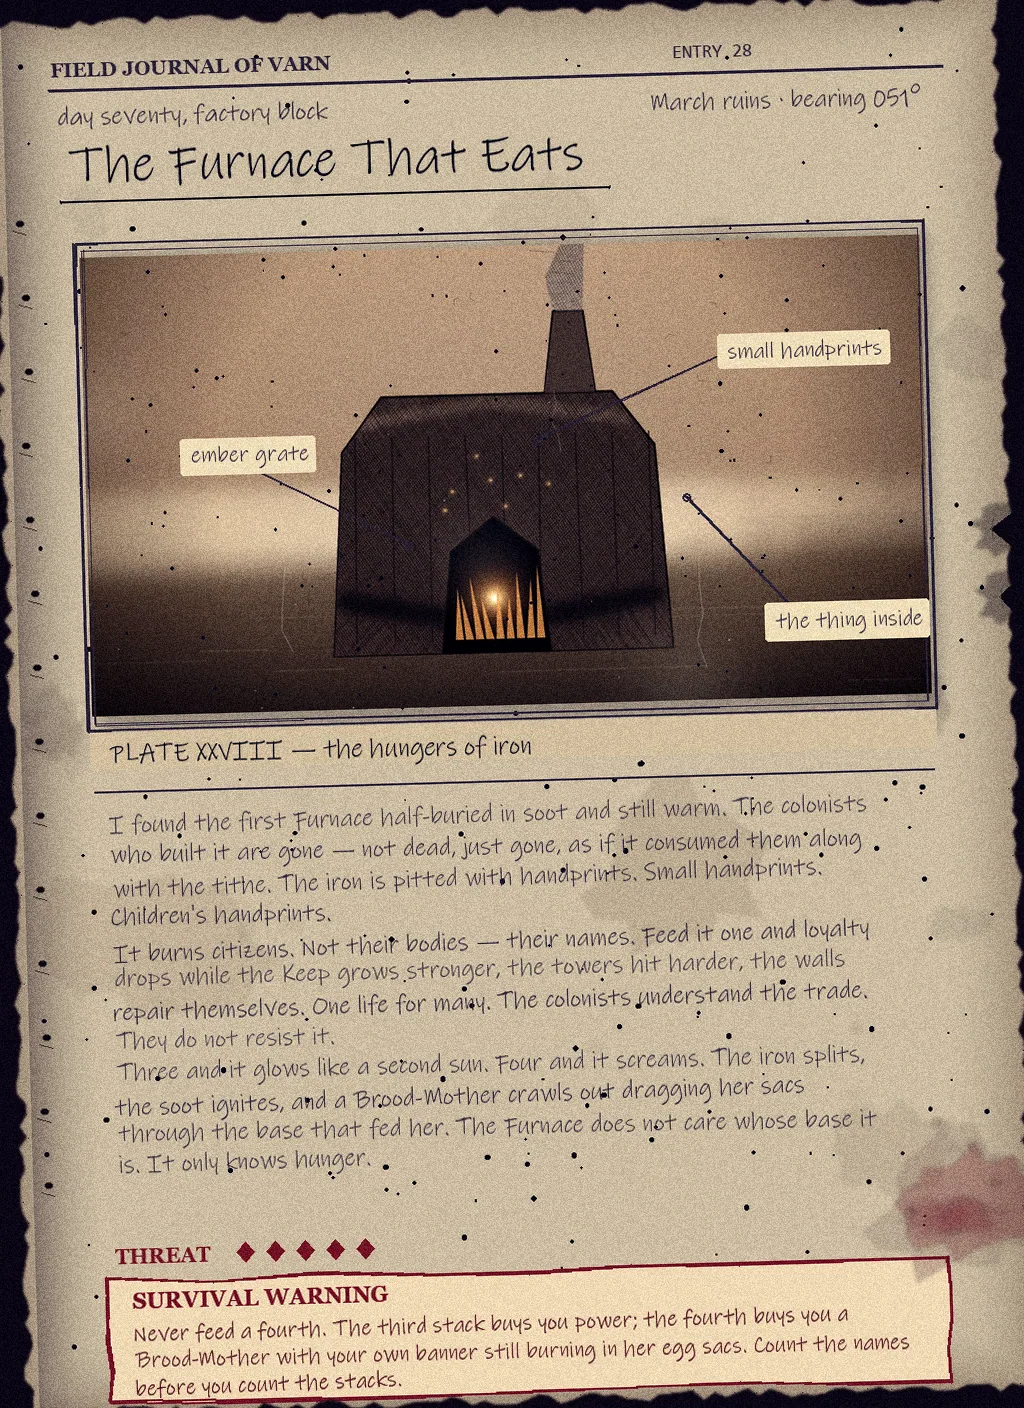 FIELD JOURNAL OF VARN
ENTRY 28
day seventy, factory block
March ruins · bearing 051°
The Furnace That Eats
small handprints
ember grate
the thing inside
PLATE XXVIII — the hungers of iron
I found the first Furnace half-buried in soot and still warm. The colonists
who built it are gone — not dead, just gone, as if it consumed them along
with the tithe. The iron is pitted with handprints. Small handprints.
Children's handprints.
It burns citizens. Not their bodies — their names. Feed it one and loyalty
drops while the Keep grows stronger, the towers hit harder, the walls
repair themselves. One life for many. The colonists understand the trade.
They do not resist it.
Three and it glows like a second sun. Four and it screams. The iron splits,
the soot ignites, and a Brood-Mother crawls out dragging her sacs
through the base that fed her. The Furnace does not care whose base it
is. It only knows hunger.
THREAT ◆ ◆ ◆ ◆ ◆
SURVIVAL WARNING
Never feed a fourth. The third stack buys you power; the fourth buys you a
Brood-Mother with your own banner still burning in her egg sacs. Count the names
before you count the stacks.